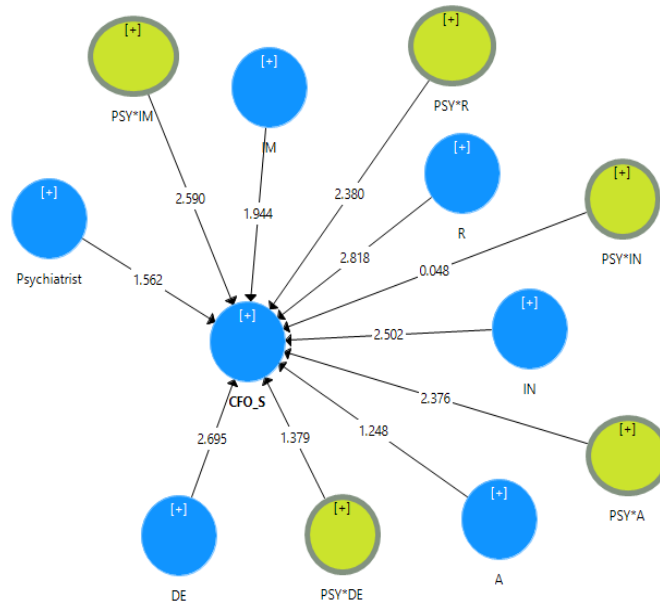 [+]
PSY*IM
[+]
IM
[+]
PSY*R
[+]
R
[+]
PSY*IN
[+]
Psychiatrist
2.590
1.944
2.380
2.818
0.048
1.562
[+]
CFO_S
2.502
[+]
IN
2.376
[+]
PSY*A
2.695
1.379
1.248
[+]
DE
[+]
PSY*DE
[+]
A